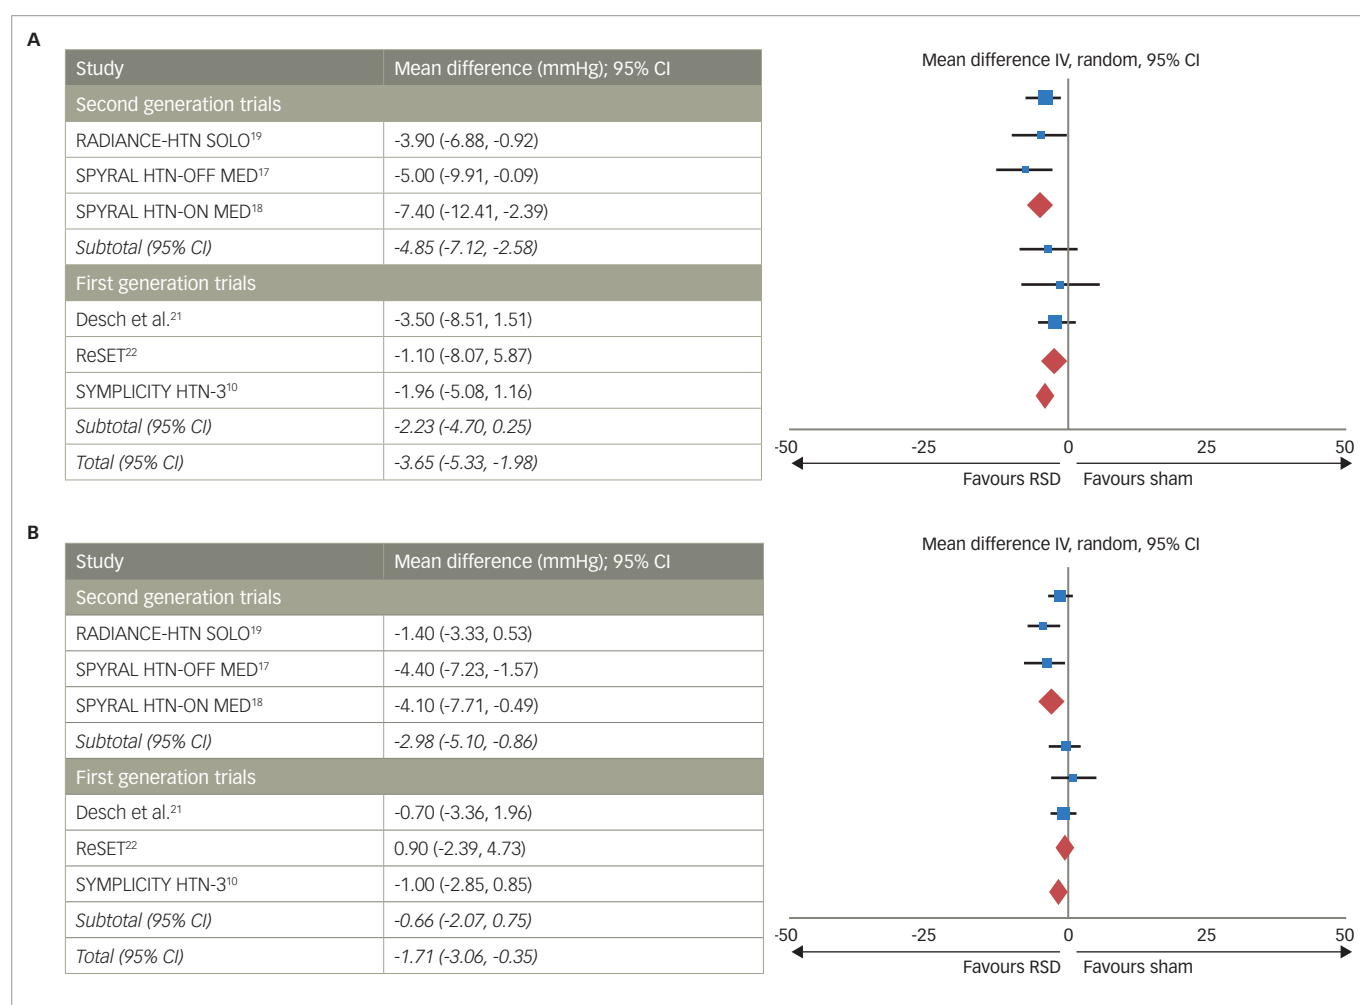 A
Study Mean difference (mmHg); 95% CI
Second generation trials
RADIANCE-HTN SOLO¹⁹ -3.90 (-6.88, -0.92)
SPYRAL HTN-OFF MED¹⁷ -5.00 (-9.91, -0.09)
SPYRAL HTN-ON MED¹⁸ -7.40 (-12.41, -2.39)
Subtotal (95% CI) -4.85 (-7.12, -2.58)
First generation trials
Desch et al.²¹ -3.50 (-8.51, 1.51)
ReSET²² -1.10 (-8.07, 5.87)
SYMPLICITY HTN-3¹⁰ -1.96 (-5.08, 1.16)
Subtotal (95% CI) -2.23 (-4.70, 0.25)
Total (95% CI) -3.65 (-5.33, -1.98)
Mean difference IV, random, 95% CI
-50 -25 0 25 50
Favours RSD Favours sham
B
Study Mean difference (mmHg); 95% CI
Second generation trials
RADIANCE-HTN SOLO¹⁹ -1.40 (-3.33, 0.53)
SPYRAL HTN-OFF MED¹⁷ -4.40 (-7.23, -1.57)
SPYRAL HTN-ON MED¹⁸ -4.10 (-7.71, -0.49)
Subtotal (95% CI) -2.98 (-5.10, -0.86)
First generation trials
Desch et al.²¹ -0.70 (-3.36, 1.96)
ReSET²² 0.90 (-2.39, 4.73)
SYMPLICITY HTN-3¹⁰ -1.00 (-2.85, 0.85)
Subtotal (95% CI) -0.66 (-2.07, 0.75)
Total (95% CI) -1.71 (-3.06, -0.35)
Mean difference IV, random, 95% CI
-50 -25 0 25 50
Favours RSD Favours sham